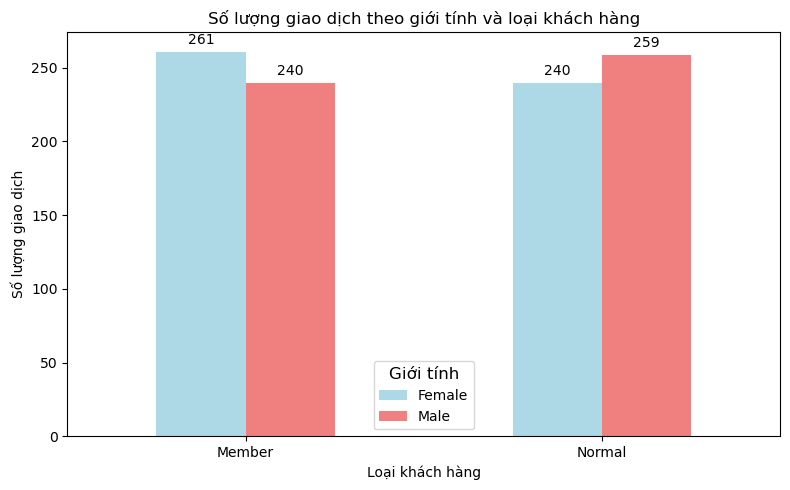 Số lượng giao dịch theo giới tính và loại khách hàng
261
240
240
259
250
200
150
100
50
0
Số lượng giao dịch
Giới tính
Female
Male
Member
Normal
Loại khách hàng